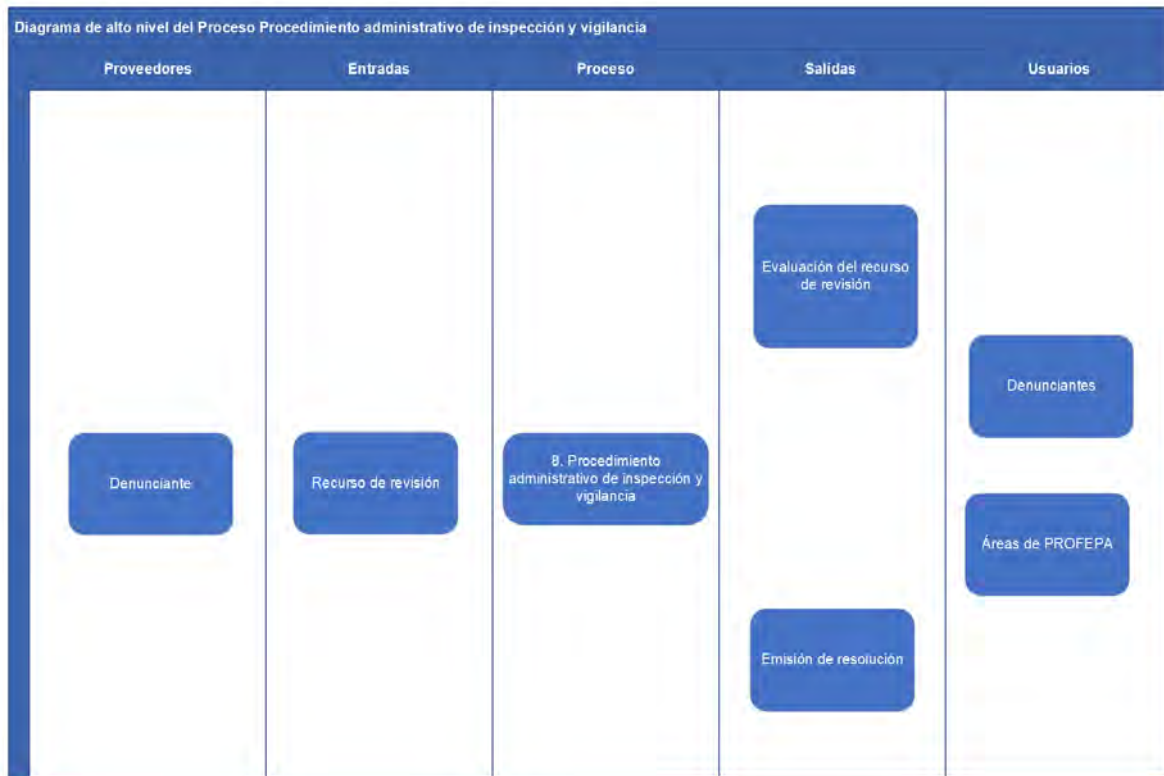 Diagrama de alto nivel del Proceso Procedimiento administrativo de inspección y vigilancia
Proveedores
Entradas
Proceso
Salidas
Usuarios
Denunciante
Recurso de revisión
8. Procedimiento
administrativo de inspección y
vigilancia
Evaluación del recurso
de revisión
Emisión de resolución
Denunciantes
Áreas de PROFEPA